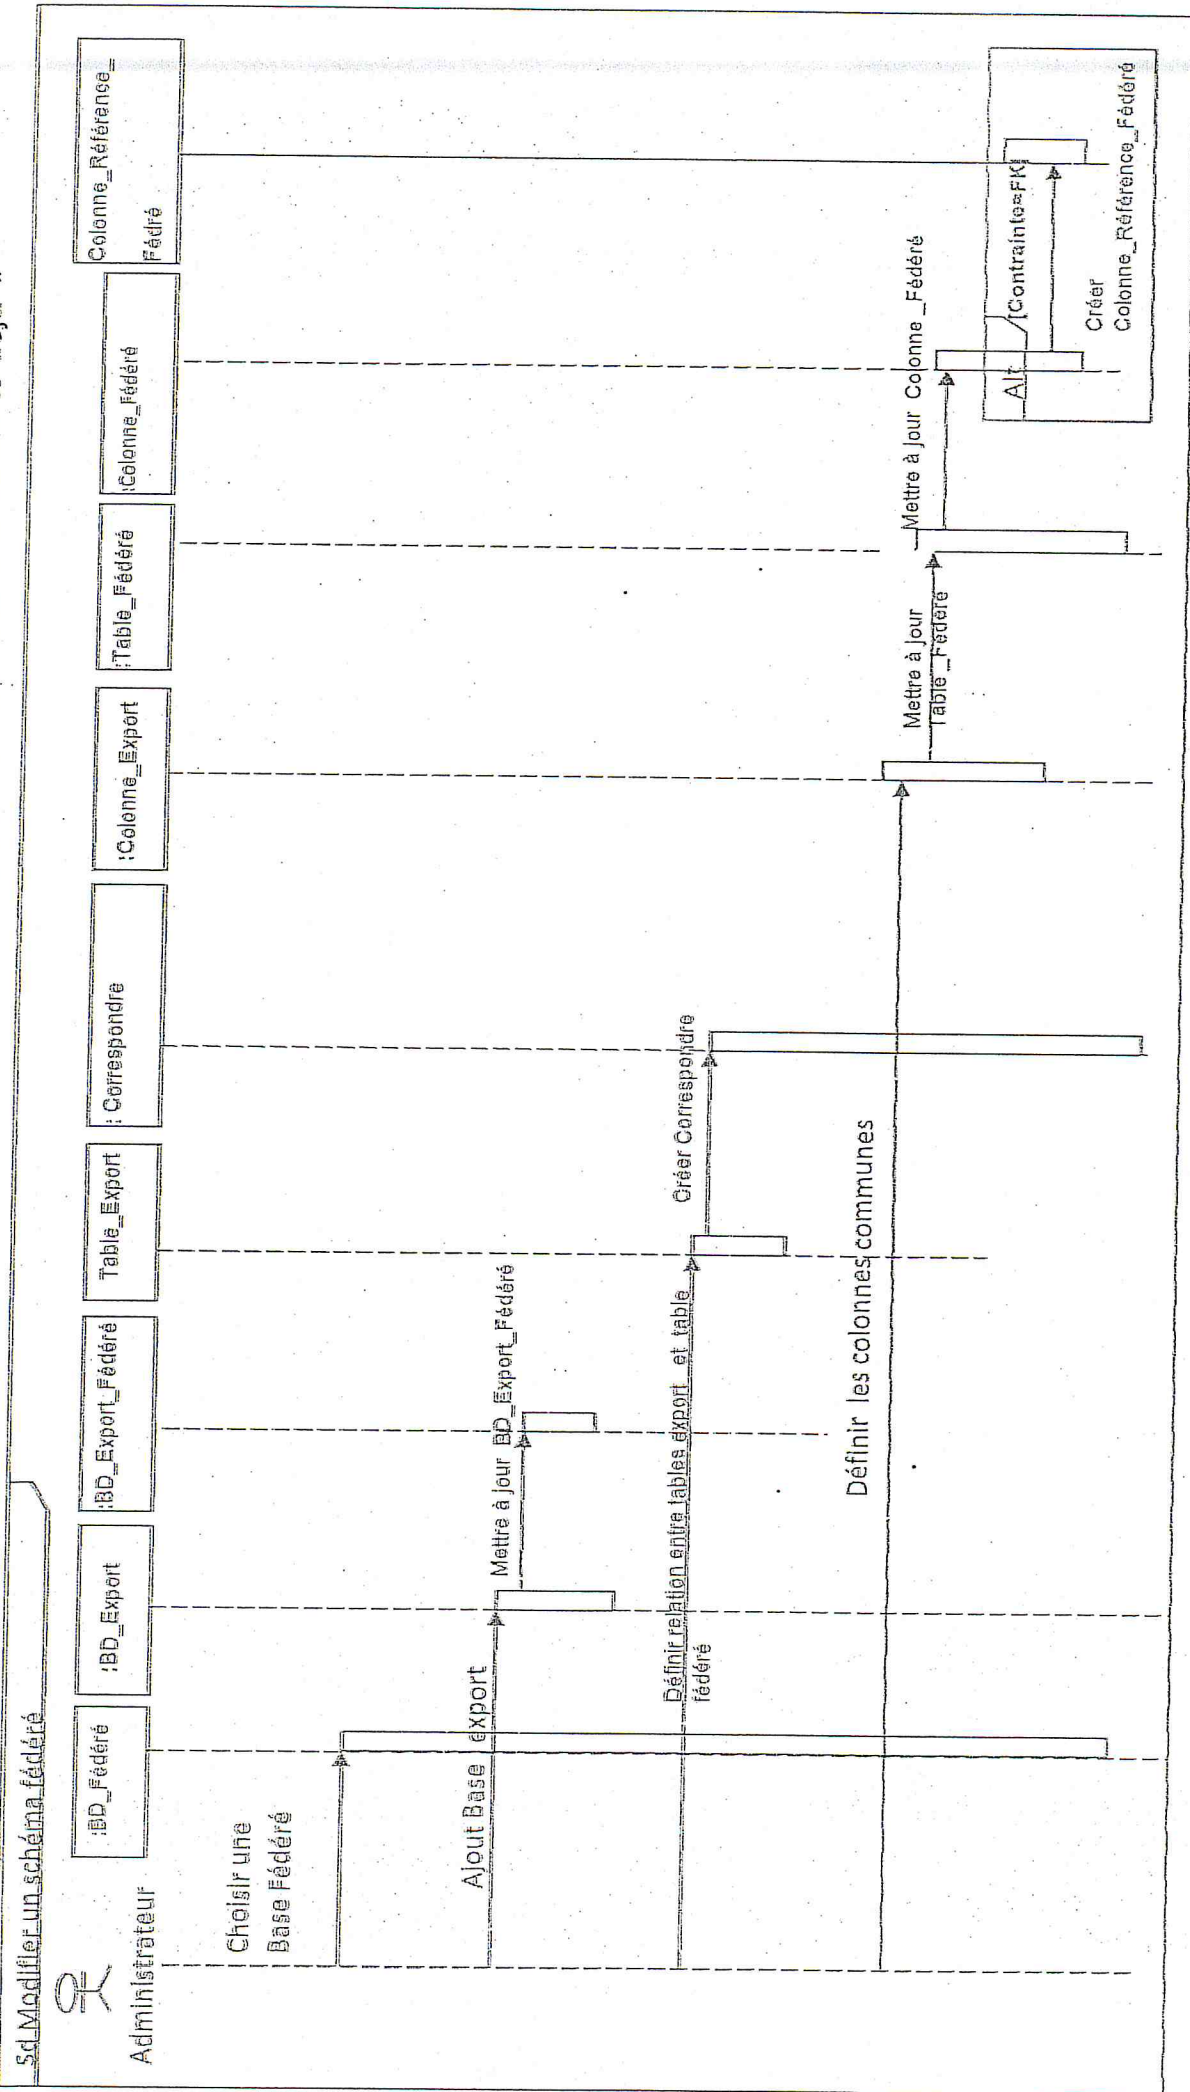 Sd Modifier un schéma fédéré
Administrateur
:BD_Fédéré
:BD_Export
:BD_Export_Fédéré
Table_Export
: Correspondre
:Colonne_Export
:Table_Fédéré
:Colonne_Fédéré
Colonne_Référence_
Fédré
Choisir une
Base Fédéré
Ajout Base export
Mettre à jour BD_Export_Fédéré
Définir relation entre tables export et table
fédéré
Créer Correspondre
Définir les colonnes communes
Mettre à jour
Table_Fédéré
Mettre à jour Colonne_Fédéré
Alt
[Contrainte=FK]
Créer
Colonne_Référence_Fédéré